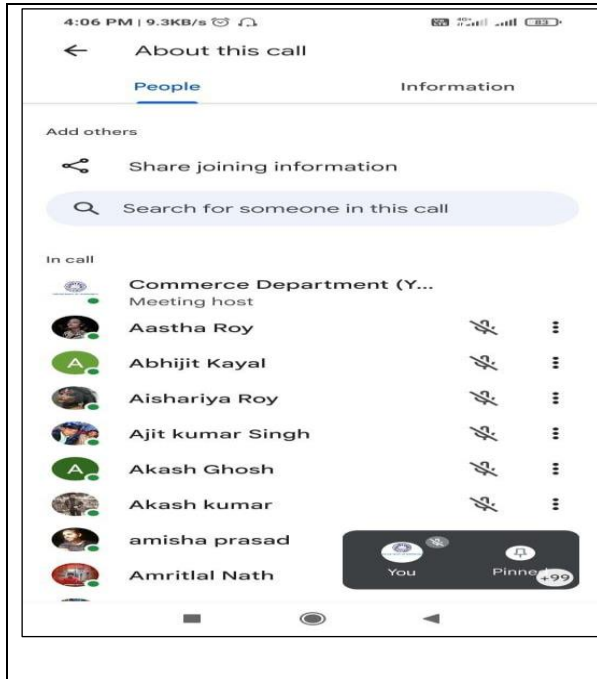 4:06 PM | 9.3KB/s
83
About this call
People Information
Add others
Share joining information
Search for someone in this call
In call
Commerce Department (Y...
Meeting host
Aastha Roy
A Abhijit Kayal
Aishariya Roy
Ajit kumar Singh
A Akash Ghosh
Akash kumar
amisha prasad
Amritlal Nath
You Pinned
+99